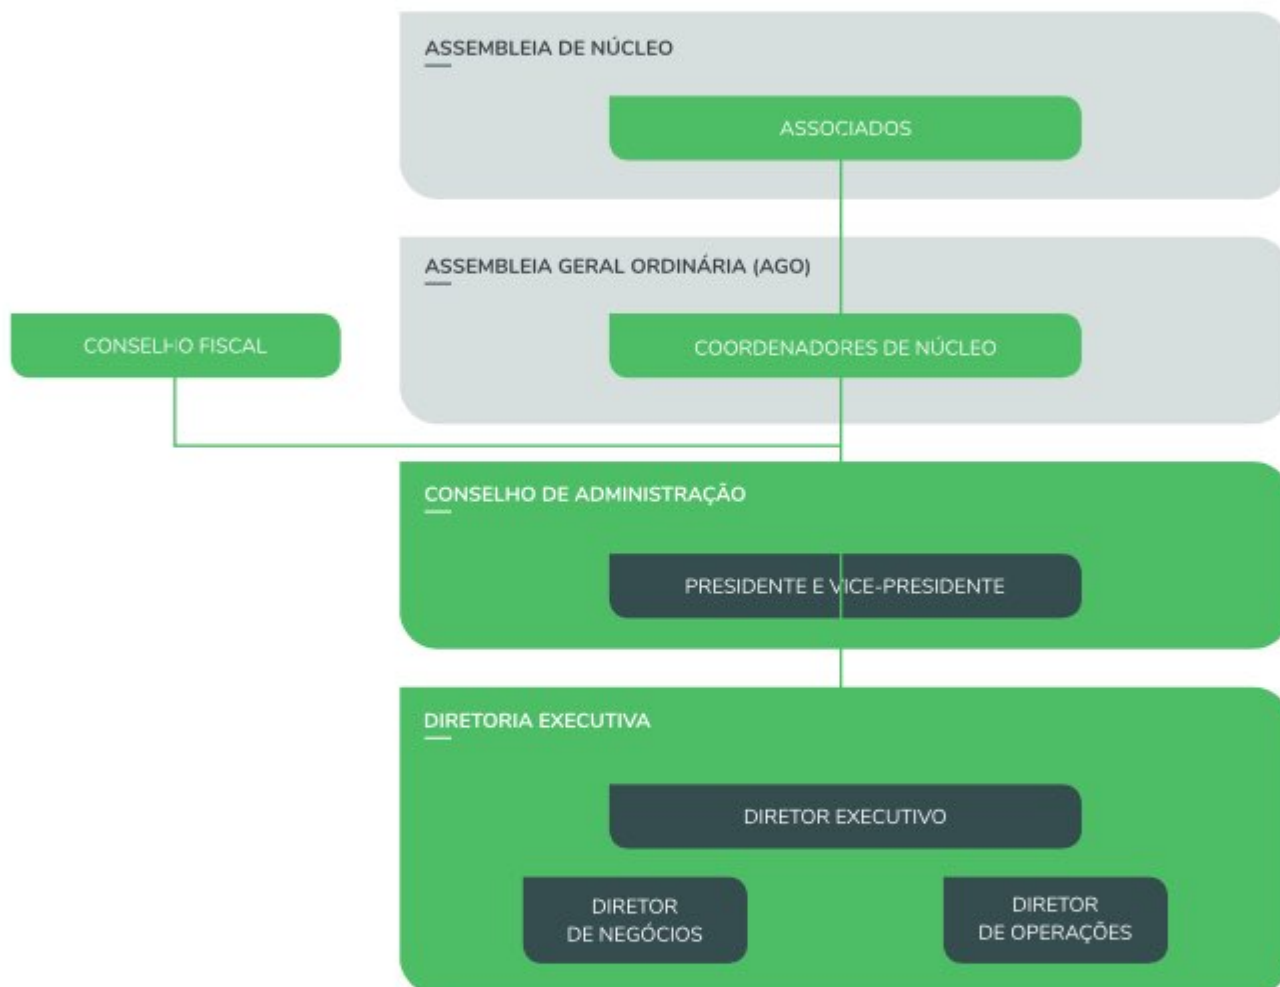 ASSEMBLEIA DE NÚCLEO
ASSOCIADOS
ASSEMBLEIA GERAL ORDINÁRIA (AGO)
CONSELHO FISCAL
COORDENADORES DE NÚCLEO
CONSELHO DE ADMINISTRAÇÃO
PRESIDENTE E VICE-PRESIDENTE
DIRETORIA EXECUTIVA
DIRETOR EXECUTIVO
DIRETOR
DE NEGÓCIOS
DIRETOR
DE OPERAÇÕES